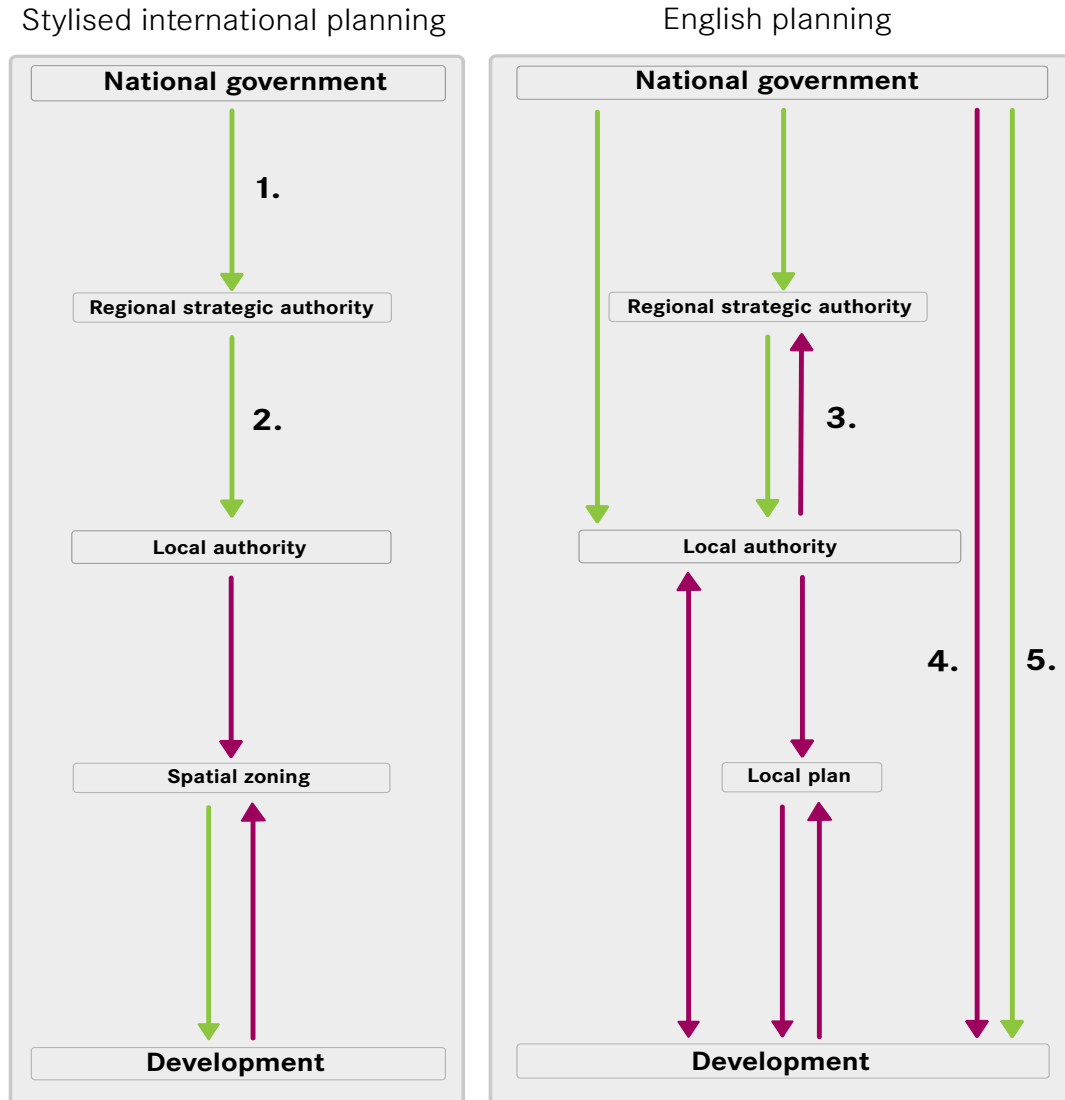 Stylised international planning
National government
1.
Regional strategic authority
2.
Local authority
Spatial zoning
Development
English planning
National government
Regional strategic authority
3.
Local authority
4.
5.
Local plan
Development